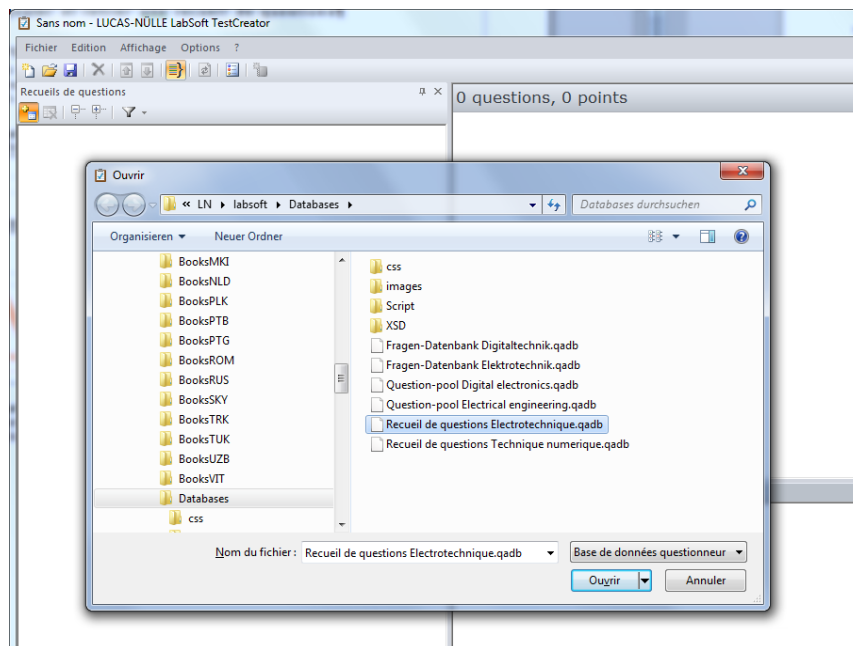 Sans nom - LUCAS-NÜLLE LabSoft TestCreator
Fichier Edition Affichage Options ?
Recueils de questions
0 questions, 0 points
Ouvrir
« LN ▸ labsoft ▸ Databases ▸
Databases durchsuchen
Organisieren Neuer Ordner
BooksMKI
BooksNLD
BooksPLK
BooksPTB
BooksPTG
BooksROM
BooksRUS
BooksSKY
BooksTRK
BooksTUK
BooksUZB
BooksVIT
Databases
css
css
images
Script
XSD
Fragen-Datenbank Digitaltechnik.qadb
Fragen-Datenbank Elektrotechnik.qadb
Question-pool Digital electronics.qadb
Question-pool Electrical engineering.qadb
Recueil de questions Electrotechnique.qadb
Recueil de questions Technique numerique.qadb
Nom du fichier : Recueil de questions Electrotechnique.qadb
Base de données questionneur
Ouvrir Annuler